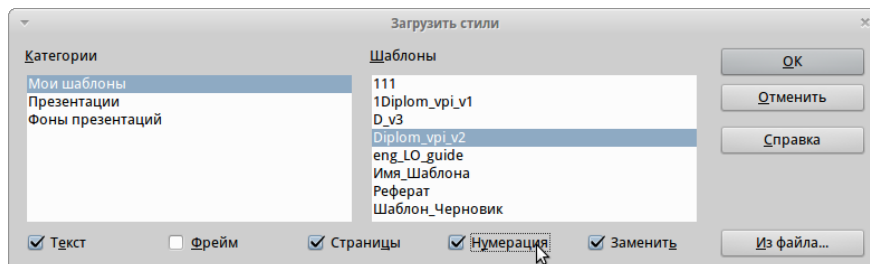 Загрузить стили
Категории
Мои шаблоны
Презентации
Фоны презентаций
Шаблоны
111
1Diplom_vpi_v1
D_v3
Diplom_vpi_v2
eng_LO_guide
Имя_Шаблона
Реферат
Шаблон_Черновик
ОК
Отменить
Справка
Текст
Фрейм
Страницы
Нумерация
Заменить
Из файла...